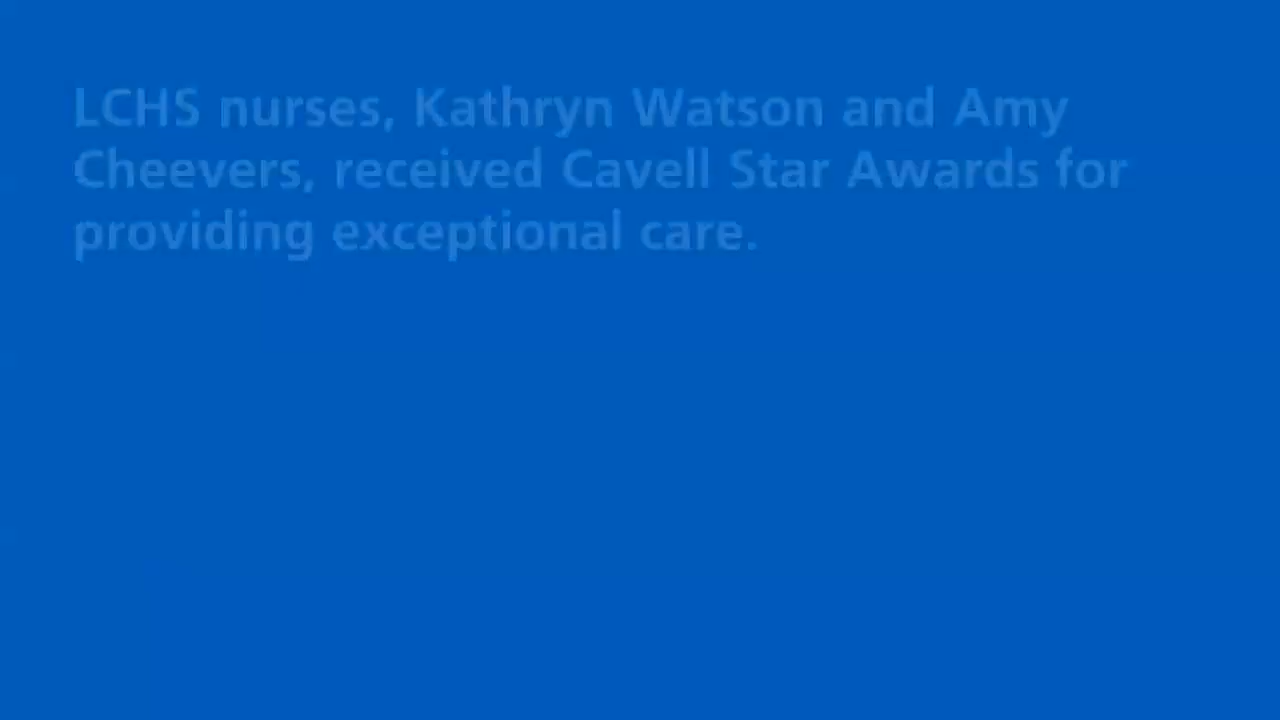 LCHS nurses, Kathryn Watson and Amy
Cheevers, received Cavell Star Awards for
providing exceptional care.